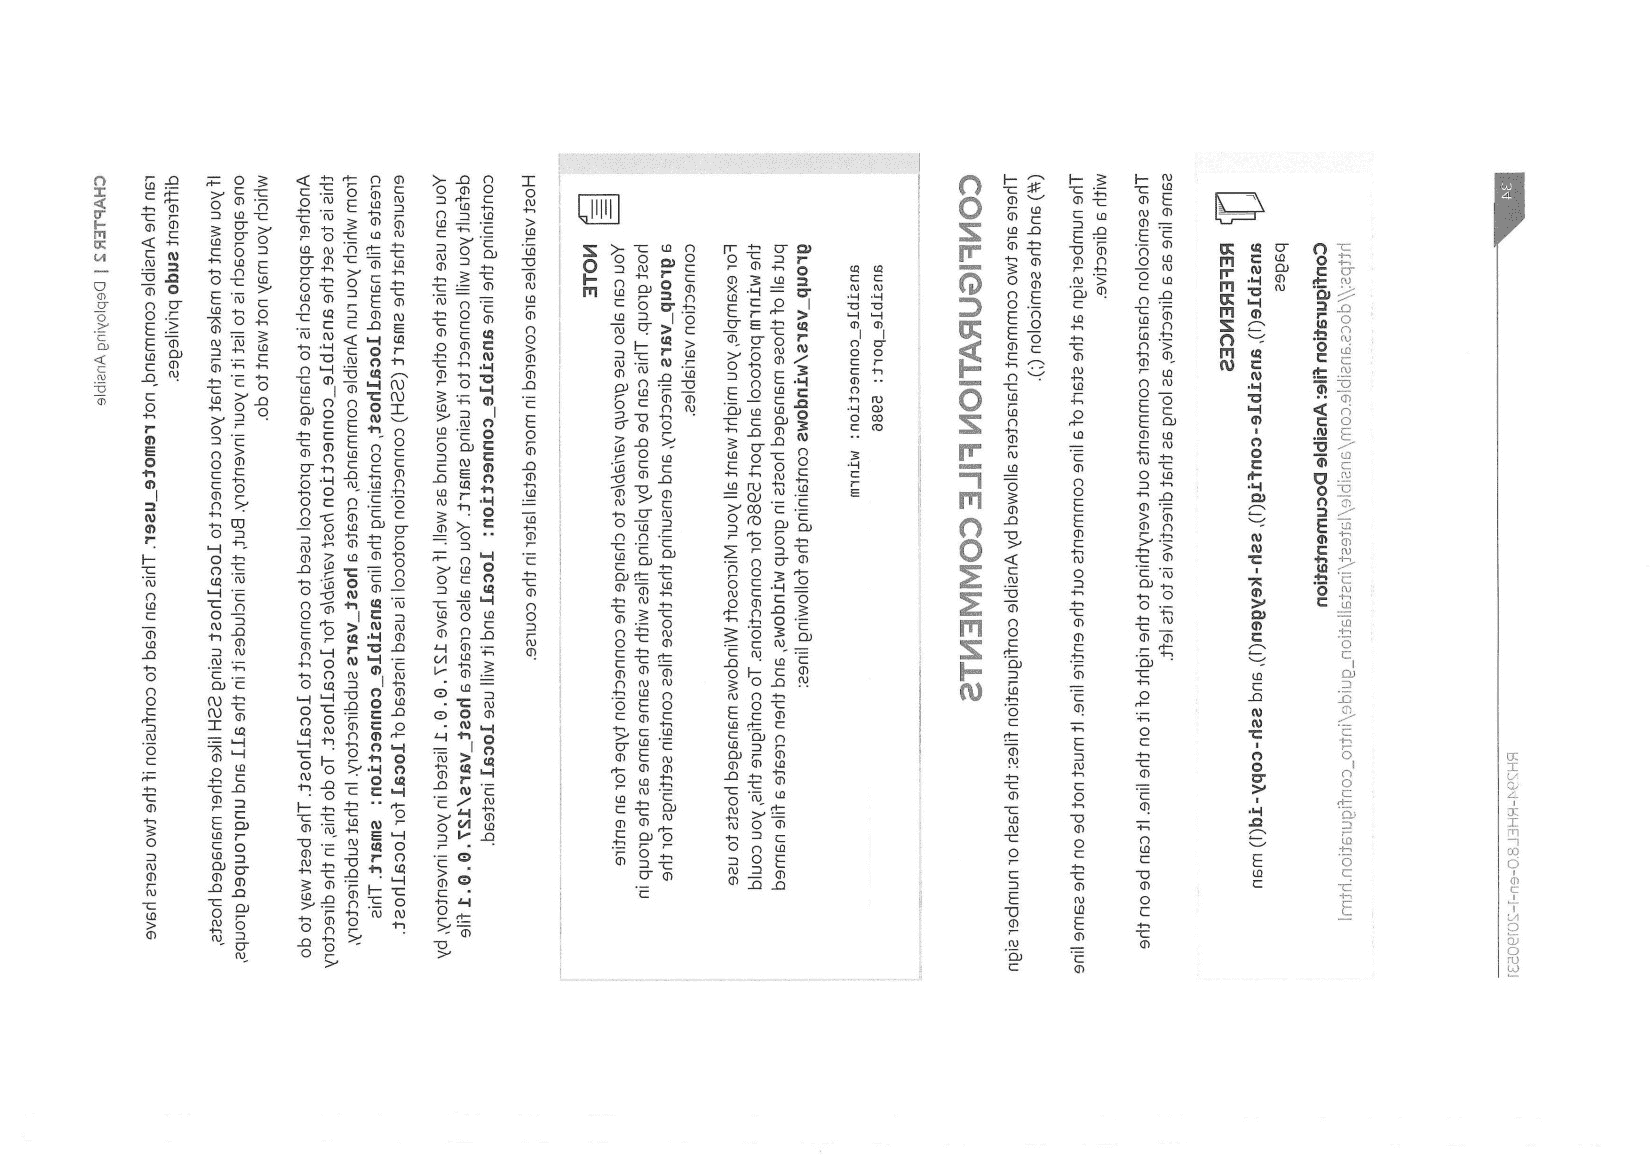 CHAPTER 2 | Deploying Ansible
ran the Ansible command, not remote_user. This can lead to confusion if the two users have
different sudo privileges.
If you want to make sure that you connect to localhost using SSH like other managed hosts,
one approach is to list it in your inventory. But, this includes it in the all and ungrouped groups,
which you may not want to do.
Another approach is to change the protocol used to connect to localhost. The best way to do
this is to set the ansible_connection host variable for localhost. To do this, in the directory
from which you run Ansible commands, create a host_vars subdirectory. In that subdirectory,
create a file named localhost, containing the line ansible_connection: smart. This
ensures that the smart (SSH) connection protocol is used instead of local for localhost.
You can use this the other way around as well. If you have 127.0.0.1 listed in your inventory, by
default you will connect to it using smart. You can also create a host_vars/127.0.0.1 file
containing the line ansible_connection: local and it will use local instead.
Host variables are covered in more detail later in the course.
NOTE
You can also use group variables to change the connection type for an entire
host group. This can be done by placing files with the same names as the group in
a group_vars directory, and ensuring that those files contain settings for the
connection variables.
For example, you might want all your Microsoft Windows managed hosts to use
the winrm protocol and port 5986 for connections. To configure this, you could
put all of those managed hosts in group windows, and then create a file named
group_vars/windows containing the following lines:
ansible_connection: winrm
ansible_port: 5986
CONFIGURATION FILE COMMENTS
There are two comment characters allowed by Ansible configuration files: the hash or number sign
(#) and the semicolon (;).
The number sign at the start of a line comments out the entire line. It must not be on the same line
with a directive.
The semicolon character comments out everything to the right of it on the line. It can be on the
same line as a directive, as long as that directive is to its left.
REFERENCES
ansible(1), ansible-config(1), ssh-keygen(1), and ssh-copy-id(1) man
pages
Configuration file: Ansible Documentation
https://docs.ansible.com/ansible/latest/installation_guide/intro_configuration.html
34
RH294-RHEL8.0-en-1-20190531